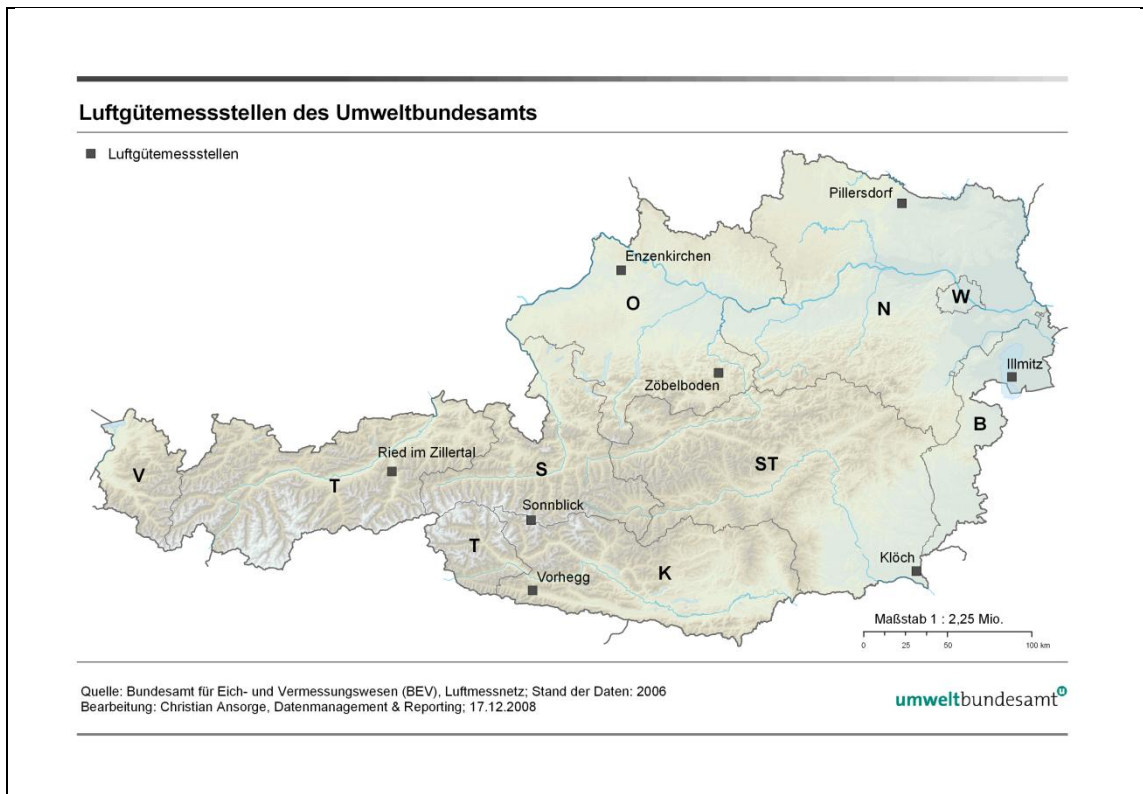 Luftgütemessstellen des Umweltbundesamts
Luftgütemessstellen
Pillersdorf
Enzenkirchen
O
N
W
Illmitz
Zöbelboden
B
Ried im Zillertal
V
T
S
ST
Sonnblick
T
Klöch
K
Vorhegg
Maßstab 1 : 2,25 Mio.
0 25 50 100 km
Quelle: Bundesamt für Eich- und Vermessungswesen (BEV), Luftmessnetz; Stand der Daten: 2006
Bearbeitung: Christian Ansorge, Datenmanagement & Reporting; 17.12.2008
umweltbundesamt u